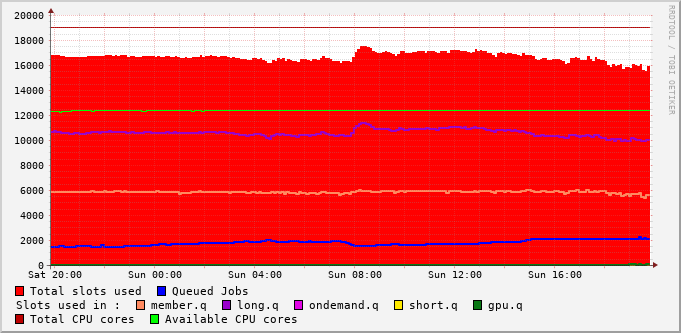 RRDTOOL / TOBI OETIKER
20000
18000
16000
14000
12000
10000
8000
6000
4000
2000
0
Sat 20:00 Sun 00:00 Sun 04:00 Sun 08:00 Sun 12:00 Sun 16:00
Total slots used Queued Jobs
Slots used in : member.q long.q ondemand.q short.q gpu.q
Total CPU cores Available CPU cores